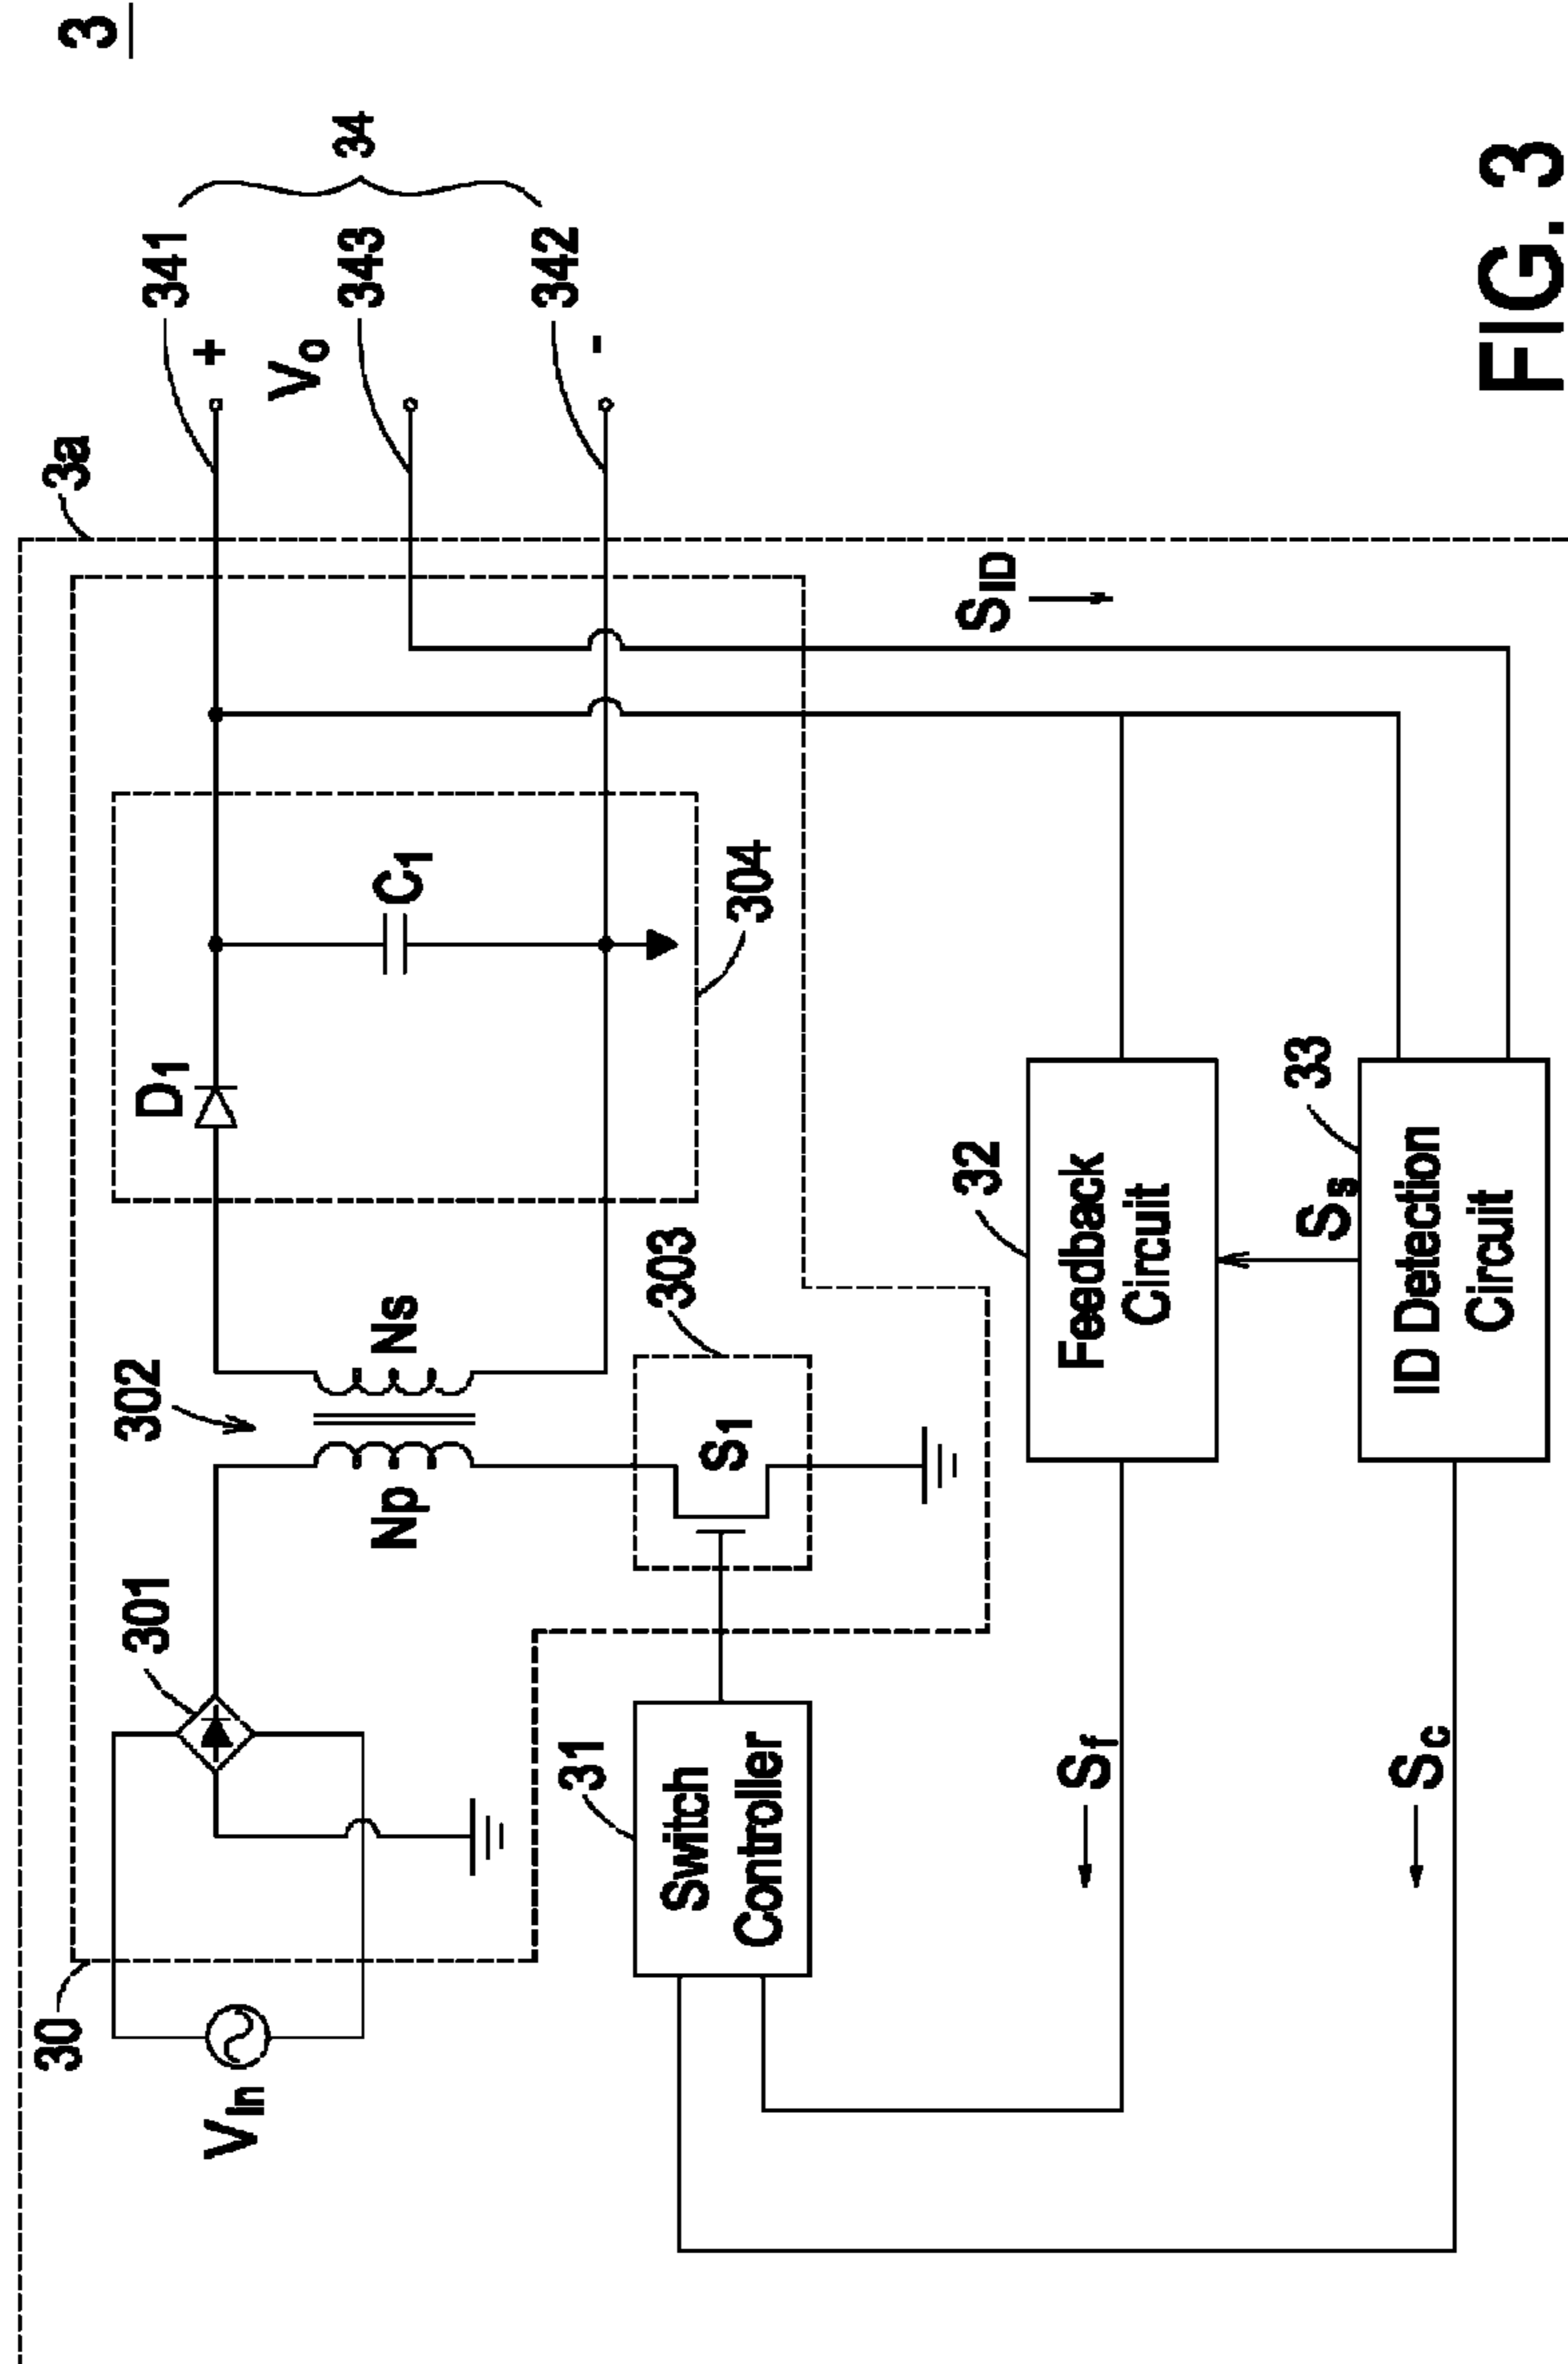 3
3a
30
Vin
301
302
Np
Ns
D1
C1
304
341
+
Vo
343
34
342
-
303
S1
31
Switch
Controller
SID
32
Feedback
Circuit
Sf
Ss
33
ID Detection
Circuit
Sc
FIG. 3